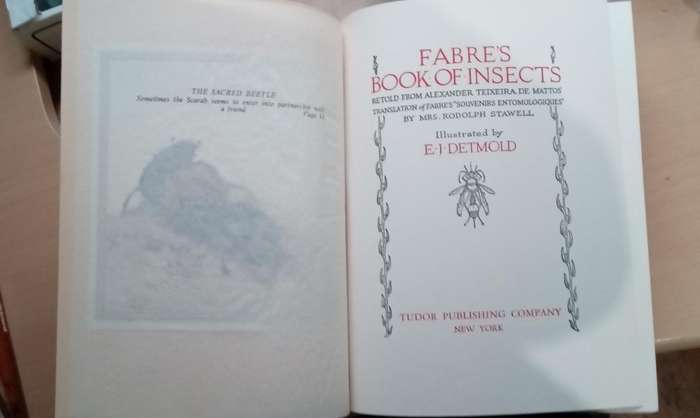 THE SACRED BEETLE
Sometimes the Scarab seems to enter into partnership with
a friend
Page 11
FABRE'S
BOOK OF INSECTS
RETOLD FROM ALEXANDER TEIXEIRA DE MATTOS'
TRANSLATION of FABRE'S "SOUVENIRS ENTOMOLOGIQUES"
BY MRS. RODOLPH STAWELL
Illustrated by
E·J·DETMOLD
TUDOR PUBLISHING COMPANY
NEW YORK